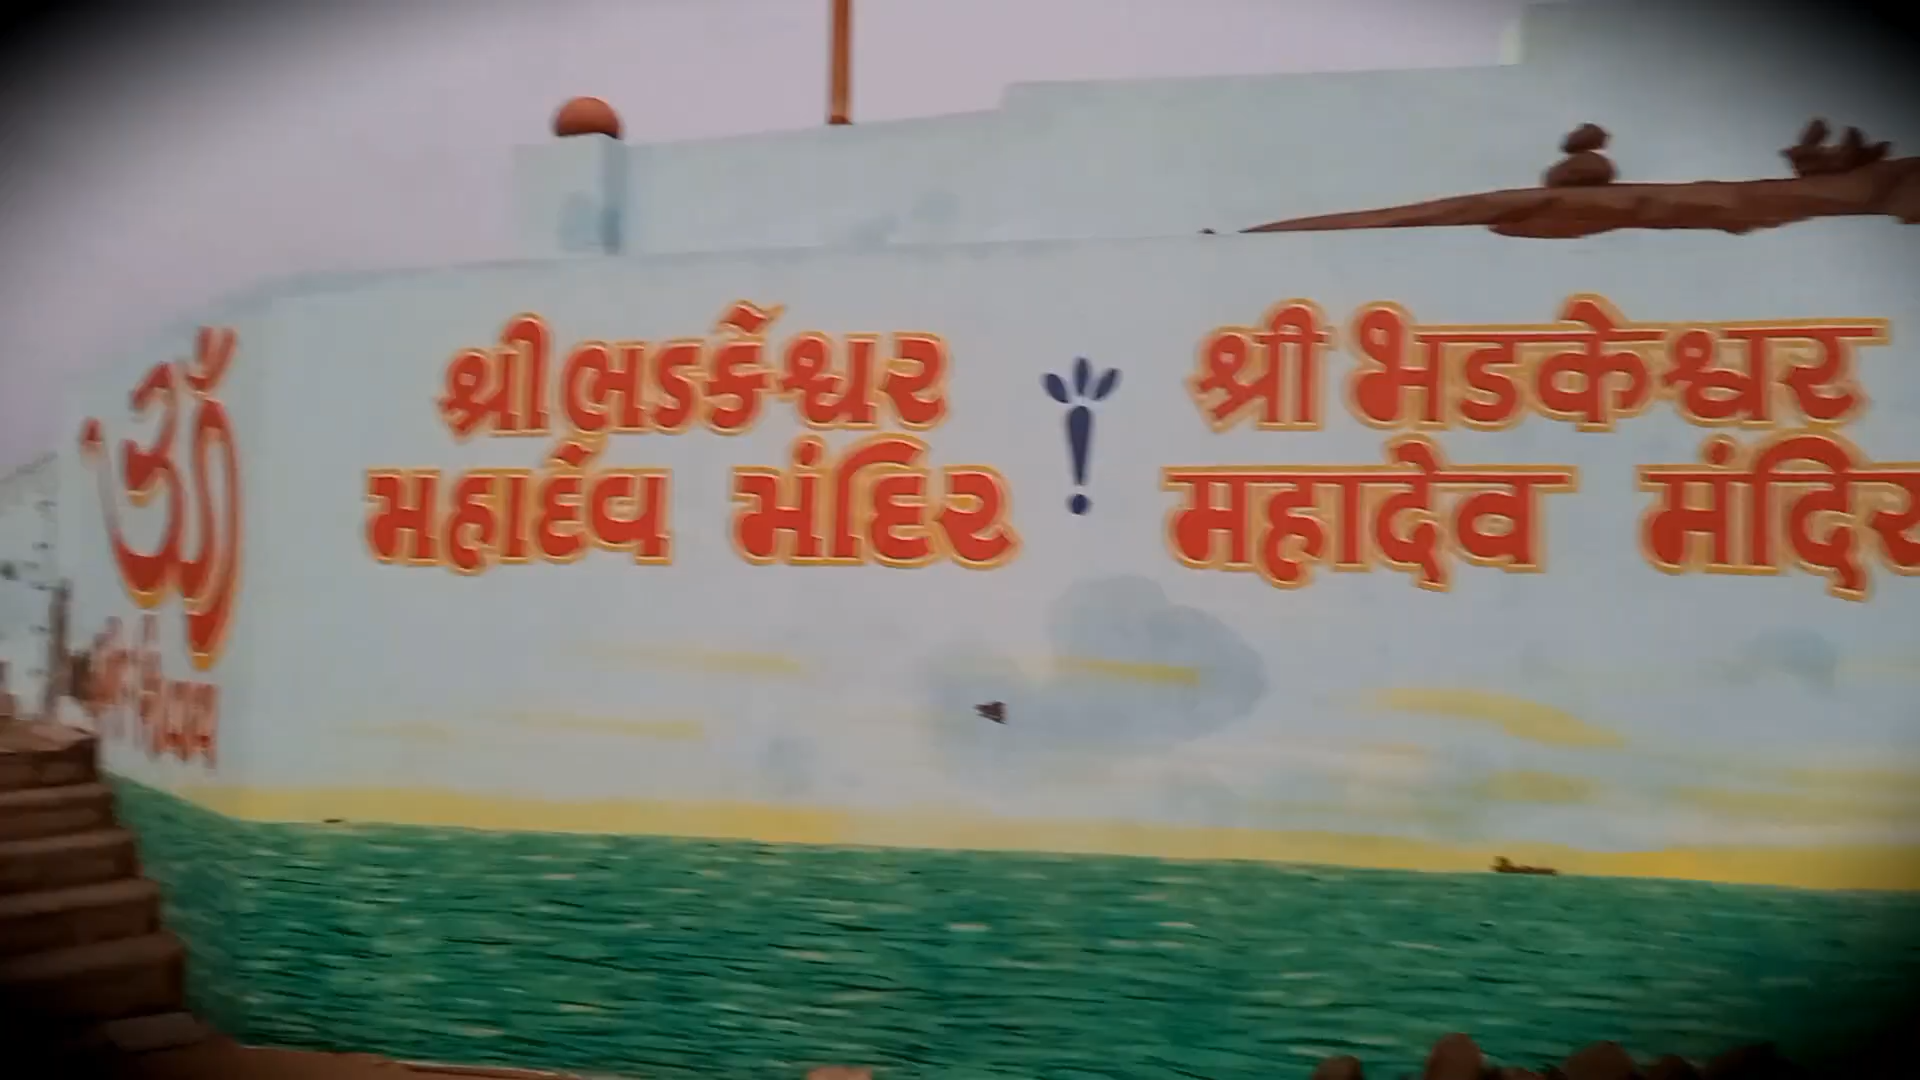 ૐ
શ્રી ભડકેશ્વર
મહાદેવ મંદિર
श्री भडकेश्वर
महादेव मंदिर